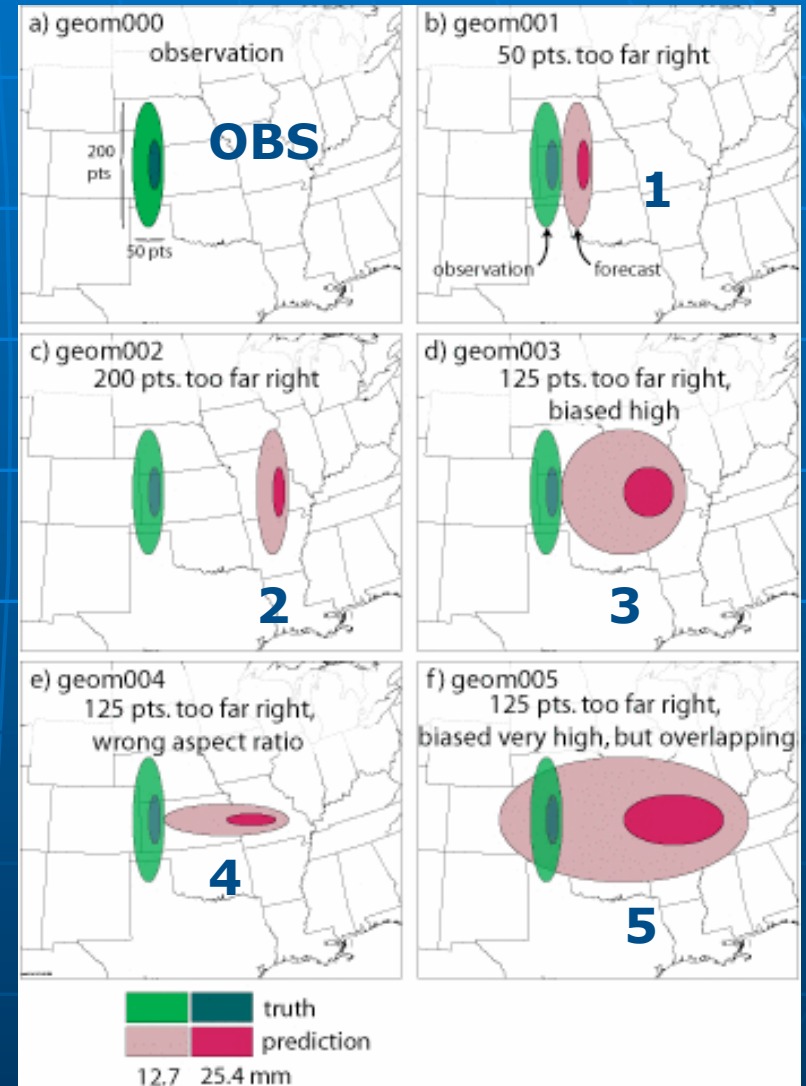 a) geom000
observation
OBS
200
pts
50 pts
b) geom001
50 pts. too far right
1
observation
forecast
c) geom002
200 pts. too far right
2
d) geom003
125 pts. too far right,
biased high
3
e) geom004
125 pts. too far right,
wrong aspect ratio
4
f) geom005
125 pts. too far right,
biased very high, but overlapping
5
truth
prediction
12.7 25.4 mm